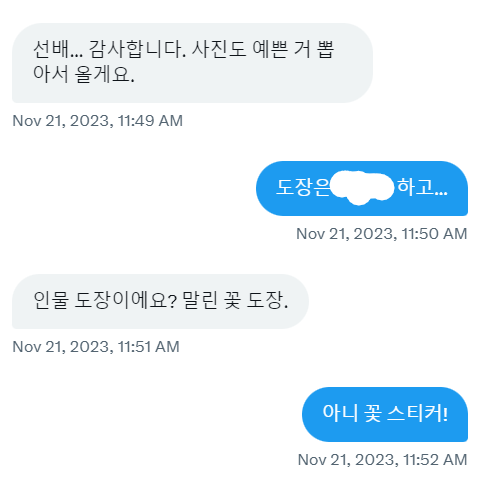 선배... 감사합니다. 사진도 예쁜 거 뽑
아서 올게요.
Nov 21, 2023, 11:49 AM
도장은 하고...
Nov 21, 2023, 11:50 AM
인물 도장이에요? 말린 꽃 도장.
Nov 21, 2023, 11:51 AM
아니 꽃 스티커!
Nov 21, 2023, 11:52 AM